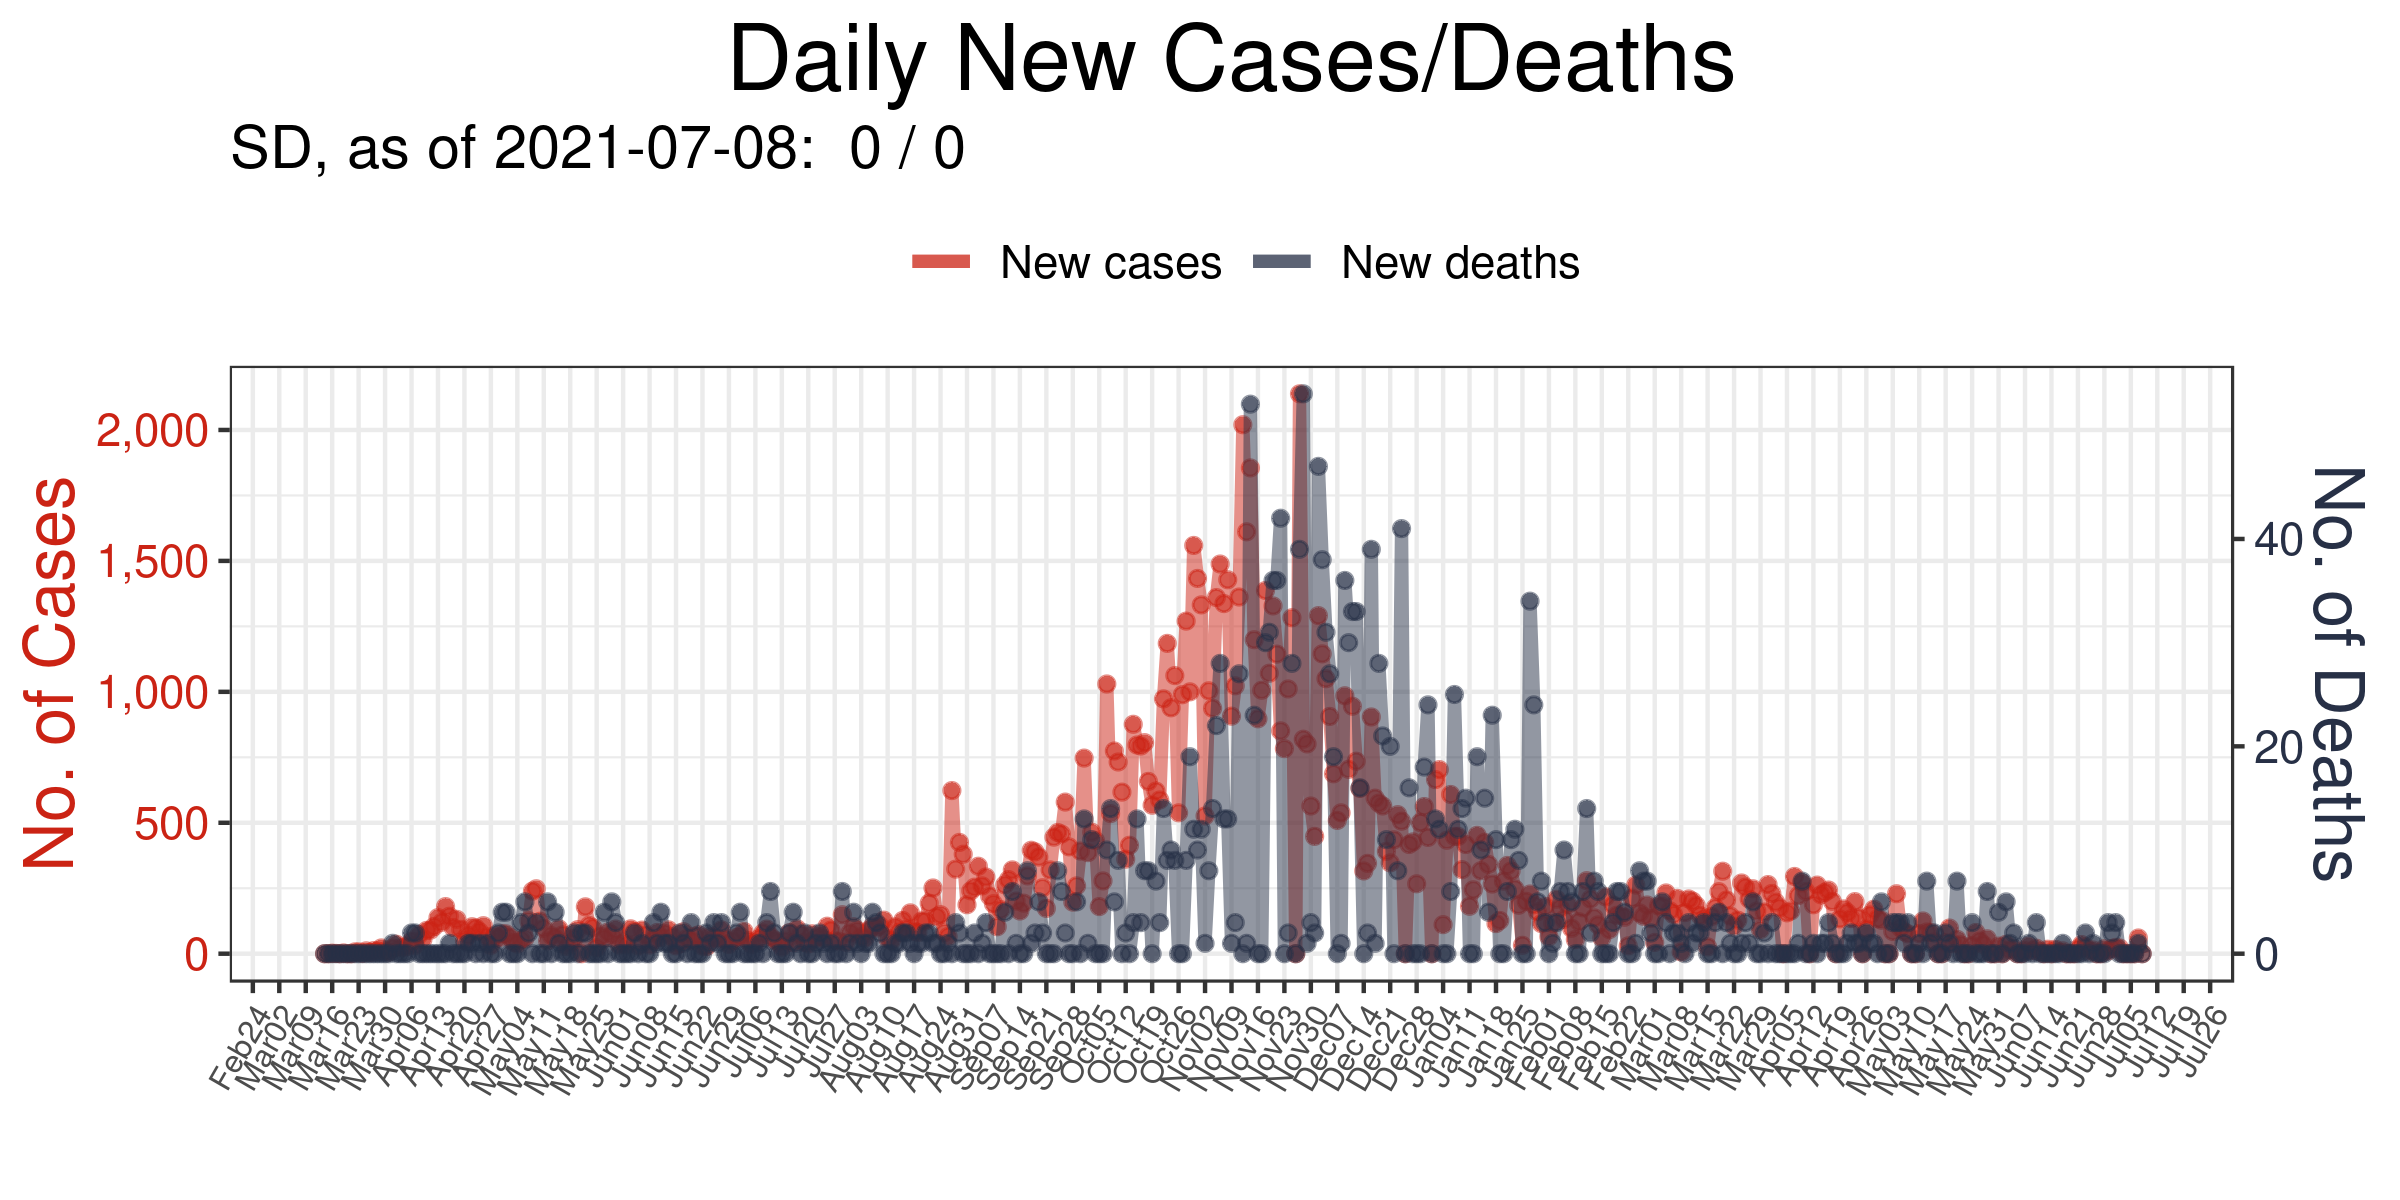 Daily New Cases/Deaths
SD, as of 2021-07-08:  0 / 0
New cases
New deaths
No. of Cases
2,000
1,500
1,000
500
0
No. of Deaths
40
20
0
Feb24
Mar02
Mar09
Mar16
Mar23
Mar30
Apr06
Apr13
Apr20
Apr27
May04
May11
May18
May25
Jun01
Jun08
Jun15
Jun22
Jun29
Jul06
Jul13
Jul20
Jul27
Aug03
Aug10
Aug17
Aug24
Aug31
Sep07
Sep14
Sep21
Sep28
Oct05
Oct12
Oct19
Oct26
Nov02
Nov09
Nov16
Nov23
Nov30
Dec07
Dec14
Dec21
Dec28
Jan04
Jan11
Jan18
Jan25
Feb01
Feb08
Feb15
Feb22
Mar01
Mar08
Mar15
Mar22
Mar29
Apr05
Apr12
Apr19
Apr26
May03
May10
May17
May24
May31
Jun07
Jun14
Jun21
Jun28
Jul05
Jul12
Jul19
Jul26